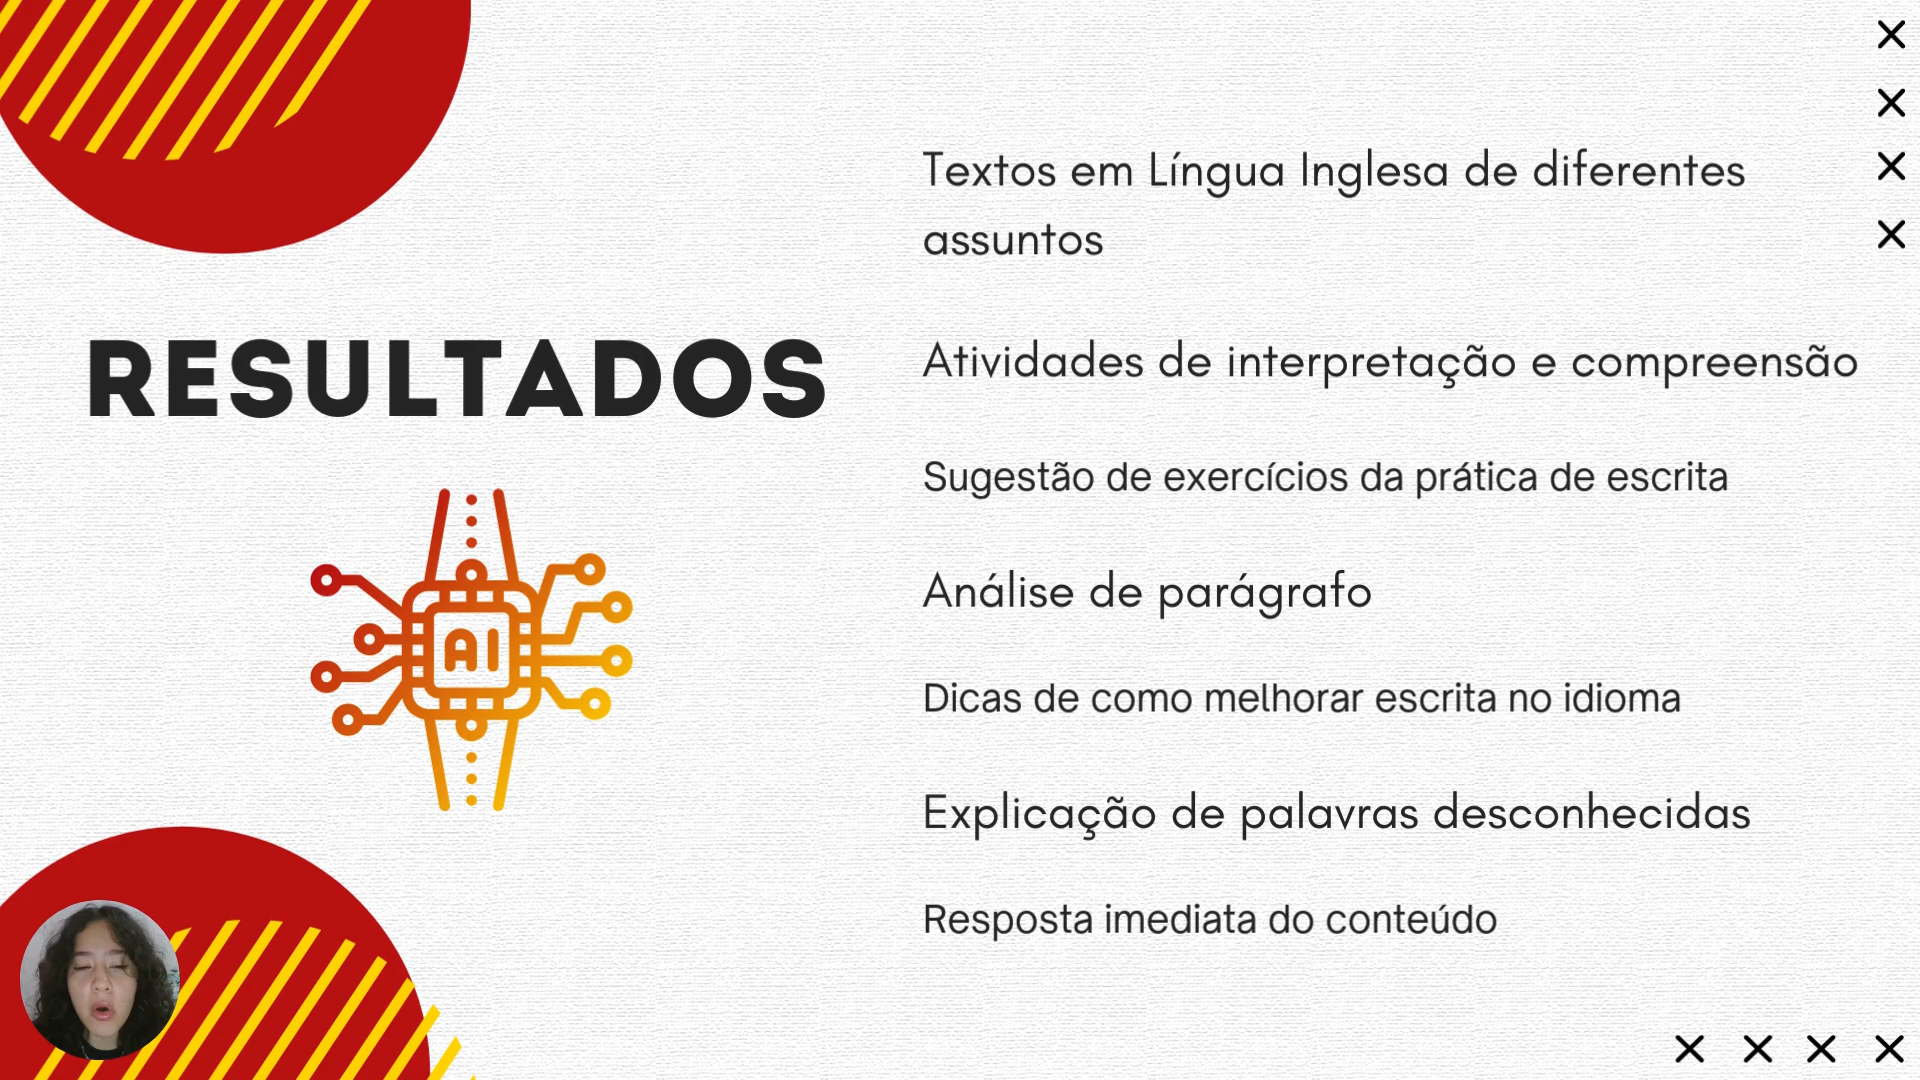 RESULTADOS
AI
Textos em Língua Inglesa de diferentes
assuntos
Atividades de interpretação e compreensão
Sugestão de exercícios da prática de escrita
Análise de parágrafo
Dicas de como melhorar escrita no idioma
Explicação de palavras desconhecidas
Resposta imediata do conteúdo